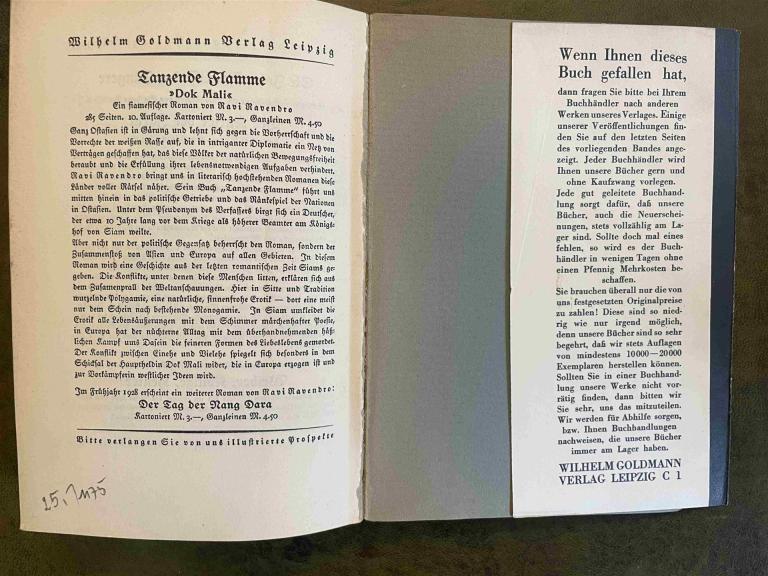 Wilhelm Goldmann Verlag Leipzig
Tanzende Flamme
»Dok Mali«
Ein siamesischer Roman von Ravi Ravendro
285 Seiten. 10. Auflage. Kartoniert M. 3.—, Ganzleinen M. 4.50
Ganz Ostasien ist in Gärung und lehnt sich gegen die Vorherrschaft und die
Vorrechte der weißen Rasse auf, die in intriganter Diplomatie ein Netz von
Verträgen geschaffen hat, das diese Völker der natürlichen Bewegungsfreiheit
beraubt und die Erfüllung ihrer lebensnotwendigen Aufgaben verhindert.
Ravi Ravendro bringt uns in literarisch hochstehenden Romanen diese
Länder voller Rätsel näher. Sein Buch „Tanzende Flamme“ führt uns
mitten hinein in das politische Getriebe und das Ränkespiel der Nationen
in Ostasien. Unter dem Pseudonym des Verfassers birgt sich ein Deutscher,
der etwa 10 Jahre lang vor dem Kriege als höherer Beamter am Königs-
hof von Siam weilte.
Aber nicht nur der politische Gegensatz beherrscht den Roman, sondern der
Zusammenstoß von Asien und Europa auf allen Gebieten. In diesem
Roman wird eine Geschichte aus der letzten romantischen Zeit Siams ge-
geben. Die Konflikte, unter denen diese Menschen litten, erklären sich aus
dem Zusammenprall der Weltanschauungen. Hier in Sitte und Tradition
wurzelnde Polygamie, eine natürliche, sinnenfrohe Erotik — dort eine meist
nur dem Schein nach bestehende Monogamie. In Siam umkleidet die
Erotik alle Lebensäußerungen mit dem Schimmer märchenhafter Poesie,
in Europa hat der nüchterne Alltag mit dem überhandnehmenden häß-
lichen Kampf ums Dasein die feineren Formen des Liebeslebens gemordet.
Der Konflikt zwischen Einehe und Vielehe spiegelt sich besonders in dem
Schicksal der Hauptheldin Dok Mali wider, die in Europa erzogen ist und
zur Vorkämpferin westlicher Ideen wird.
Im Frühjahr 1928 erscheint ein weiterer Roman von Ravi Ravendro:
Der Tag der Nang Dara
Kartoniert M. 3.—, Ganzleinen M. 4.50
Bitte verlangen Sie von uns illustrierte Prospekte
Wenn Ihnen dieses
Buch gefallen hat,
dann fragen Sie bitte bei Ihrem
Buchhändler nach anderen
Werken unseres Verlages. Einige
unserer Veröffentlichungen fin-
den Sie auf den letzten Seiten
des vorliegenden Bandes ange-
zeigt. Jeder Buchhändler wird
Ihnen unsere Bücher gern und
ohne Kaufzwang vorlegen.
Jede gut geleitete Buchhand-
lung sorgt dafür, daß unsere
Bücher, auch die Neuerschei-
nungen, stets vollzählig am La-
ger sind. Sollte doch mal eines
fehlen, so wird es der Buch-
händler in wenigen Tagen ohne
einen Pfennig Mehrkosten be-
schaffen.
Sie brauchen überall nur die von
uns festgesetzten Originalpreise
zu zahlen! Diese sind so nied-
rig wie nur irgend möglich,
denn unsere Bücher sind so sehr
begehrt, daß wir stets Auflagen
von mindestens 10000—20000
Exemplaren herstellen können.
Sollten Sie in einer Buchhand-
lung unsere Werke nicht vor-
rätig finden, dann bitten wir
Sie sehr, uns das mitzuteilen.
Wir werden für Abhilfe sorgen,
bzw. Ihnen Buchhandlungen
nachweisen, die unsere Bücher
immer am Lager haben.
WILHELM GOLDMANN
VERLAG LEIPZIG C 1